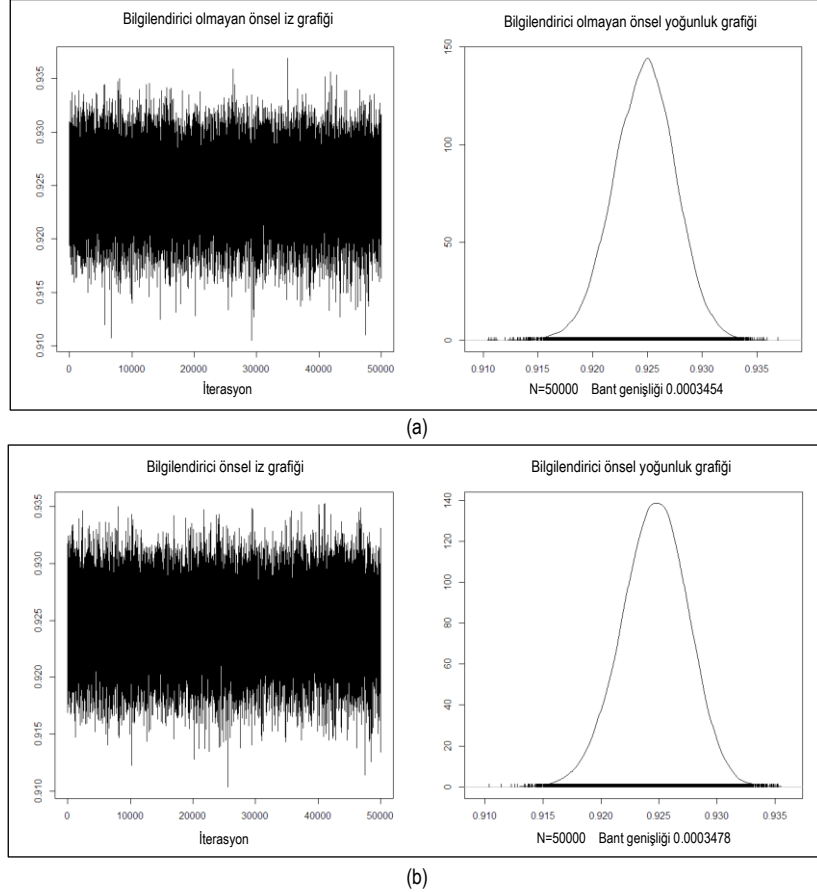 Bilgilendirici olmayan önsel iz grafiği
Bilgilendirici olmayan önsel yoğunluk grafiği
0.935
0.930
0.925
0.920
0.915
0.910
0 10000 20000 30000 40000 50000
İterasyon
150
100
50
0
0.910 0.915 0.920 0.925 0.930 0.935
N=50000 Bant genişliği 0.0003454
(a)
Bilgilendirici önsel iz grafiği
Bilgilendirici önsel yoğunluk grafiği
0.935
0.930
0.925
0.920
0.915
0.910
0 10000 20000 30000 40000 50000
İterasyon
140
120
100
80
60
40
20
0
0.910 0.915 0.920 0.925 0.930 0.935
N=50000 Bant genişliği 0.0003478
(b)